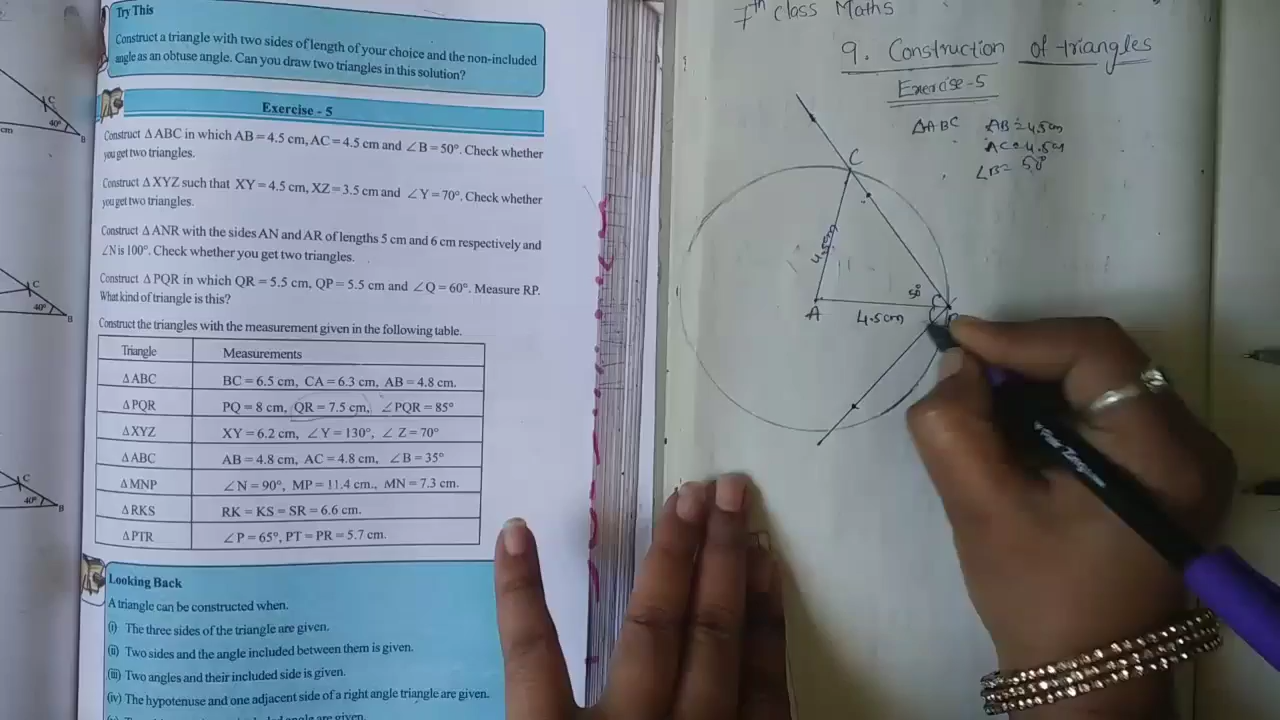 Try This
Construct a triangle with two sides of length of your choice and the non-included
angle as an obtuse angle. Can you draw two triangles in this solution?
Exercise - 5
Construct Δ ABC in which AB = 4.5 cm, AC = 4.5 cm and ∠B = 50°. Check whether
you get two triangles.
Construct Δ XYZ such that XY = 4.5 cm, XZ = 3.5 cm and ∠Y = 70°. Check whether
you get two triangles.
Construct Δ ANR with the sides AN and AR of lengths 5 cm and 6 cm respectively and
∠N is 100°. Check whether you get two triangles.
Construct Δ PQR in which QR = 5.5 cm, QP = 5.5 cm and ∠Q = 60°. Measure RP.
What kind of triangle is this?
Construct the triangles with the measurement given in the following table.
Triangle Measurements
Δ ABC BC = 6.5 cm, CA = 6.3 cm, AB = 4.8 cm.
Δ PQR PQ = 8 cm, QR = 7.5 cm, ∠PQR = 85°
Δ XYZ XY = 6.2 cm, ∠Y = 130°, ∠ Z = 70°
Δ ABC AB = 4.8 cm, AC = 4.8 cm, ∠B = 35°
Δ MNP ∠N = 90°, MP = 11.4 cm., MN = 7.3 cm.
Δ RKS RK = KS = SR = 6.6 cm.
Δ PTR ∠P = 65°, PT = PR = 5.7 cm.
Looking Back
A triangle can be constructed when.
(i) The three sides of the triangle are given.
(ii) Two sides and the angle included between them is given.
(iii) Two angles and their included side is given.
(iv) The hypotenuse and one adjacent side of a right angle triangle are given.
C
40°
B
cm
C
40°
B
C
40°
B
7th class Maths
9. Construction of triangles
Exercise-5
ΔABC AB=4.5cm
AC=4.5cm
∠B= 50°
C
4.5cm
50°
A
4.5cm